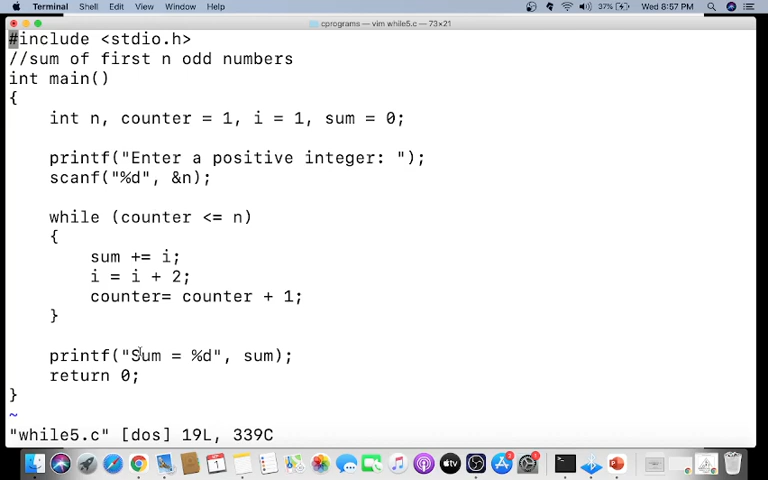 Terminal Shell Edit View Window Help 37% Wed 8:57 PM
cprograms — vim while5.c — 73×21
#include <stdio.h>
//sum of first n odd numbers
int main()
{
    int n, counter = 1, i = 1, sum = 0;
    printf("Enter a positive integer: ");
    scanf("%d", &n);
    while (counter <= n)
    {
        sum += i;
        i = i + 2;
        counter= counter + 1;
    }
    printf("Sum = %d", sum);
    return 0;
}
~
"while5.c" [dos] 19L, 339C